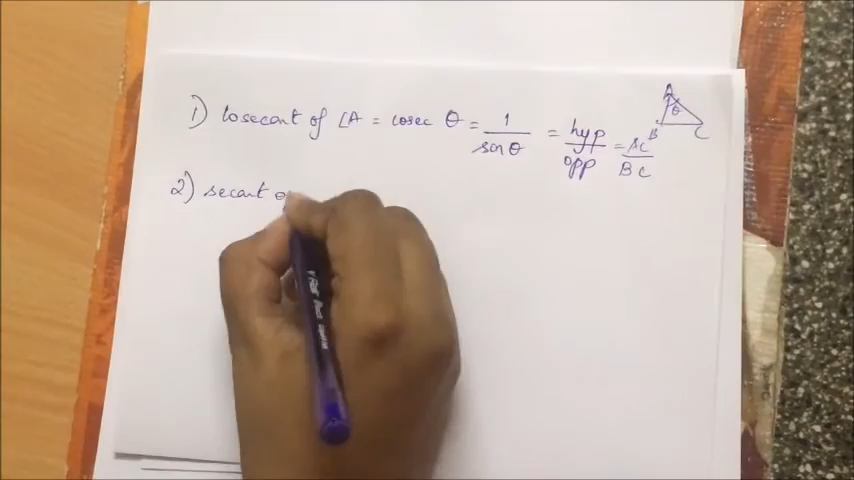 1) Cosecant of ∠A = cosec θ = 1/sin θ = hyp/opp = AC/BC
A
θ
B
C
2) secant